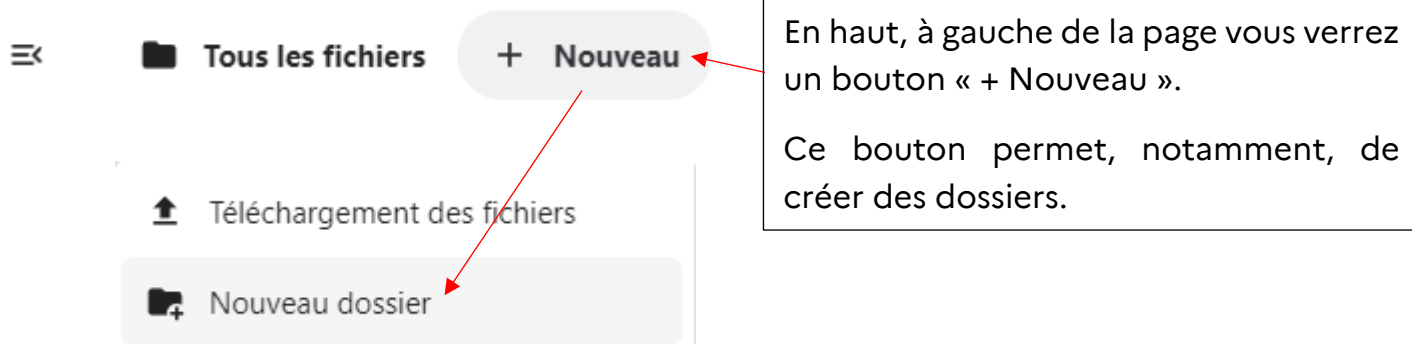 Tous les fichiers + Nouveau
En haut, à gauche de la page vous verrez
un bouton « + Nouveau ».
Ce bouton permet, notamment, de
créer des dossiers.
Téléchargement des fichiers
Nouveau dossier